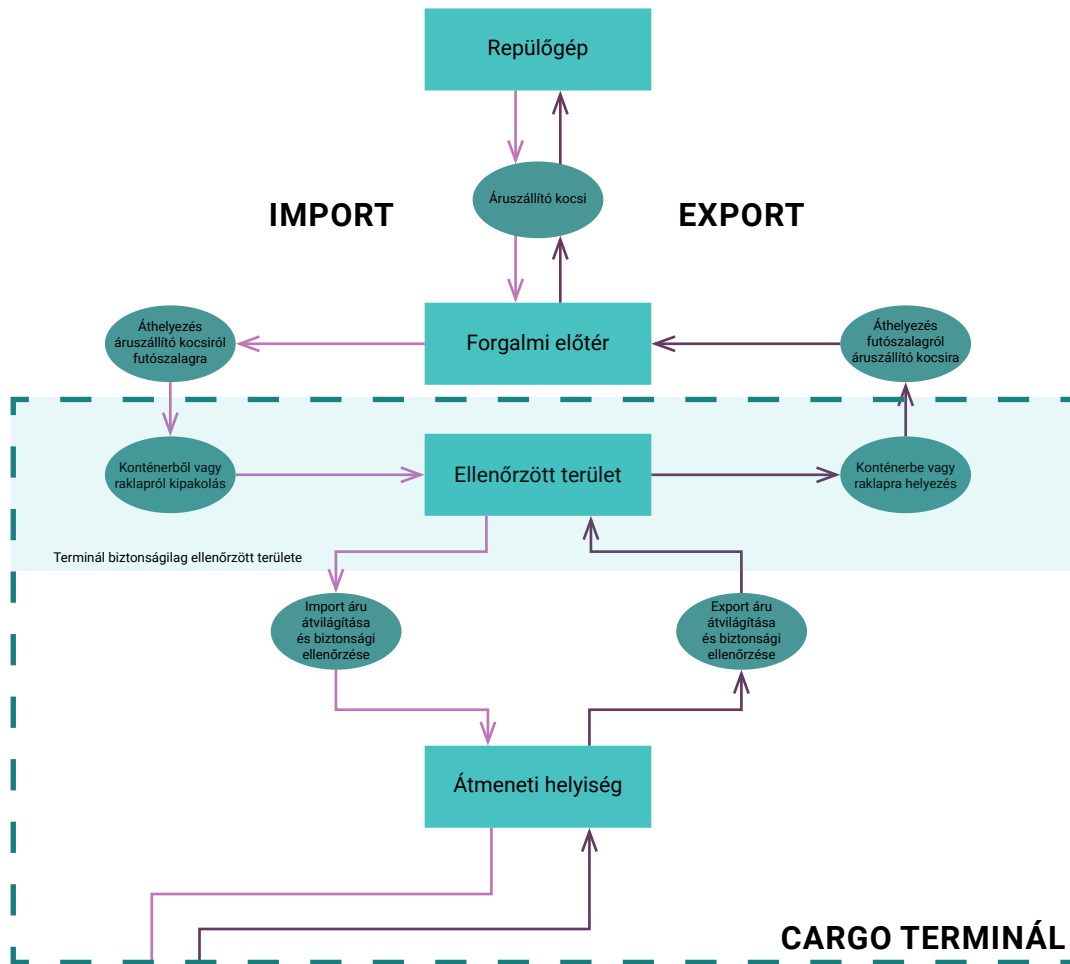 Repülőgép
Áruszállító kocsi
IMPORT
EXPORT
Áthelyezés
áruszállító kocsiról
futószalagra
Forgalmi előtér
Áthelyezés
futószalagról
áruszállító kocsira
Konténerből vagy
raklapról kipakolás
Ellenőrzött terület
Konténerbe vagy
raklapra helyezés
Terminál biztonságilag ellenőrzött területe
Import áru
átvilágítása
és biztonsági
ellenőrzése
Export áru
átvilágítása
és biztonsági
ellenőrzése
Átmeneti helyiség
CARGO TERMINÁL